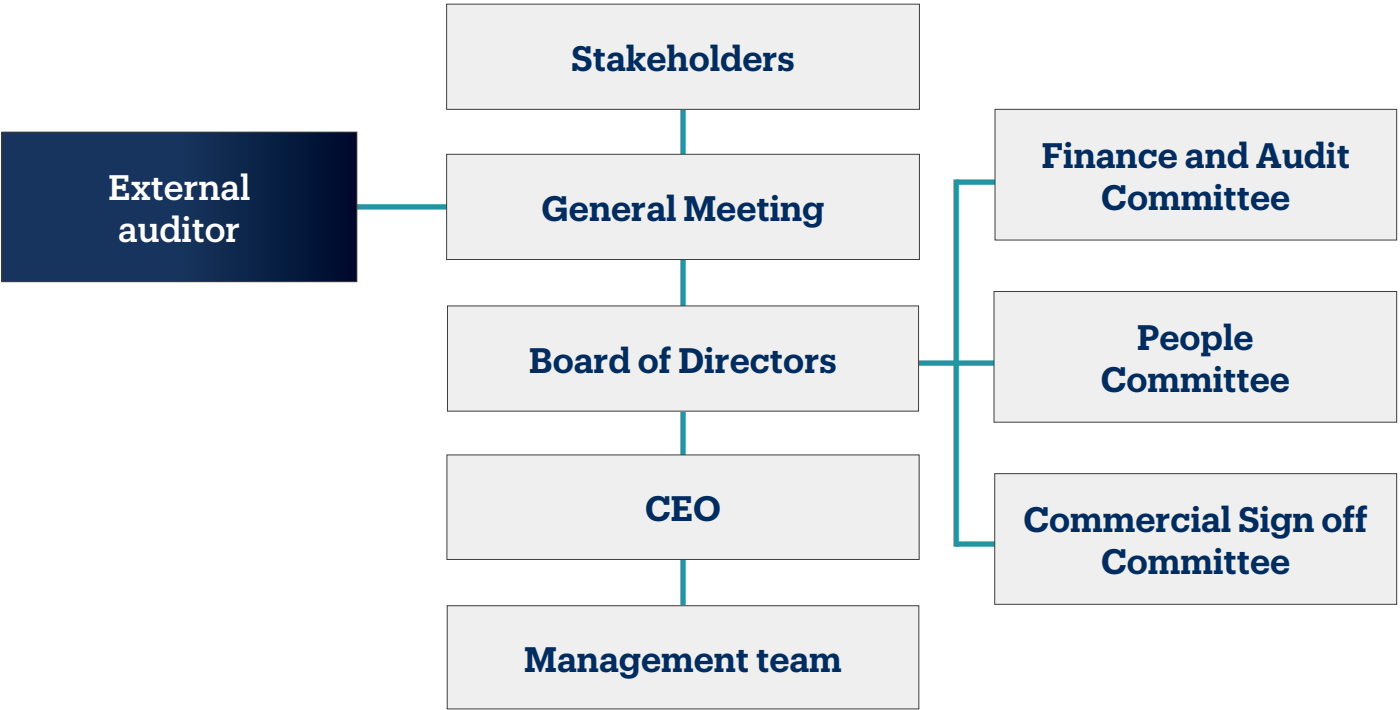 Stakeholders
External
auditor
General Meeting
Board of Directors
CEO
Management team
Finance and Audit
Committee
People
Committee
Commercial Sign off
Committee